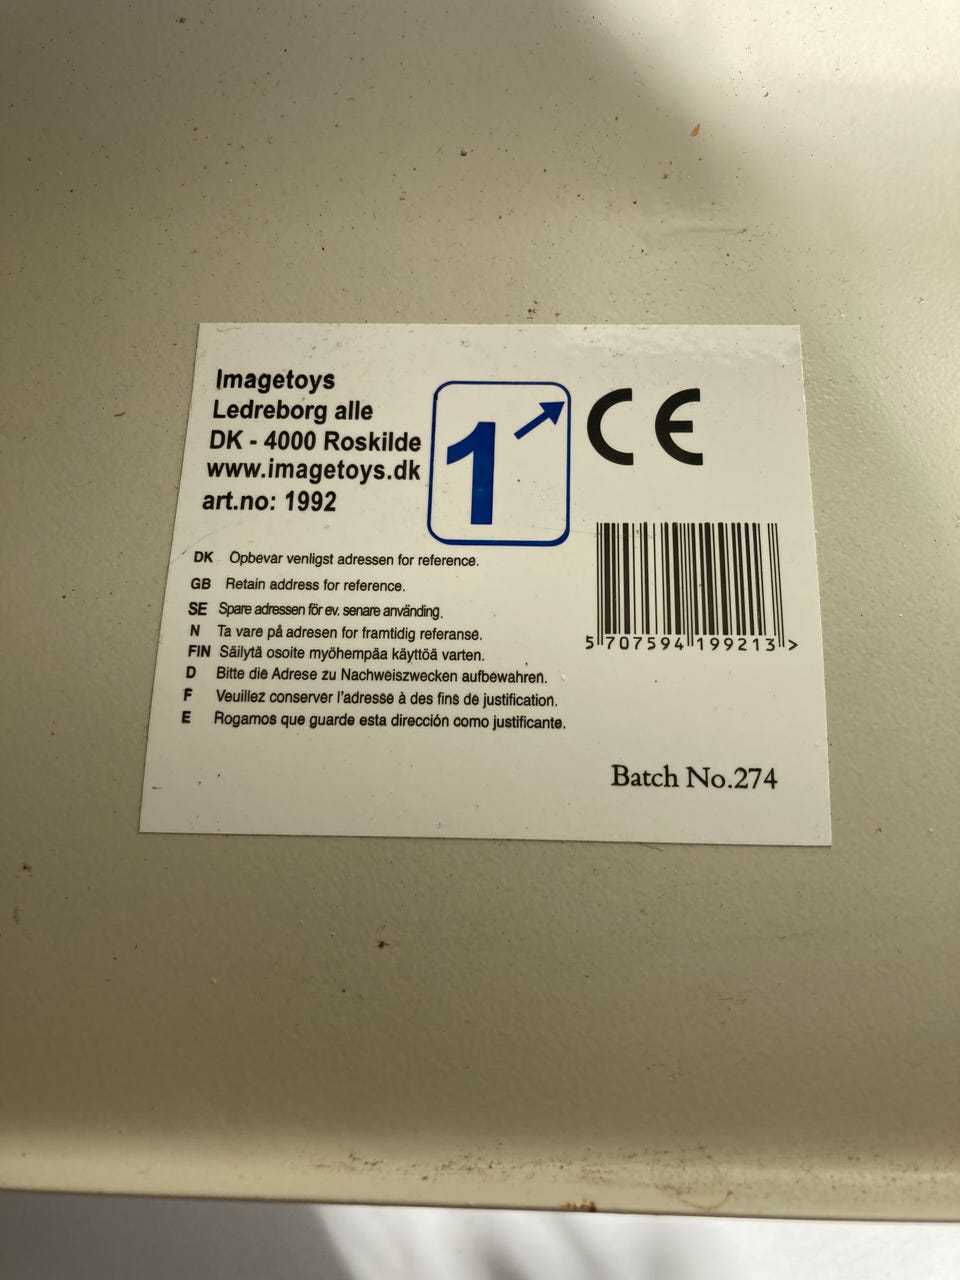 Imagetoys
Ledreborg alle
DK - 4000 Roskilde
www.imagetoys.dk
art.no: 1992
1
CE
DK Opbevar venligst adressen for reference.
GB Retain address for reference.
SE Spare adressen för ev. senare använding.
N Ta vare på adresen for framtidig referanse.
FIN Säilytä osoite myöhempäa käyttöä varten.
D Bitte die Adrese zu Nachweiszwecken aufbewahren.
F Veuillez conserver l'adresse à des fins de justification.
E Rogamos que guarde esta dirección como justificante.
5 707594 199213 >
Batch No.274